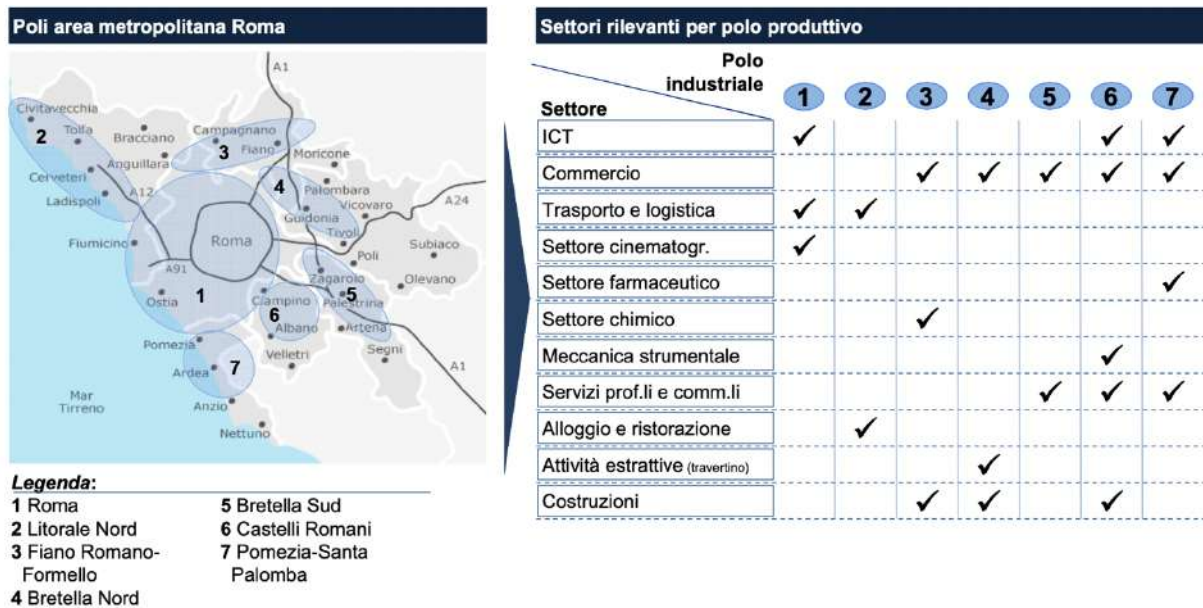 Poli area metropolitana Roma
A1
Civitavecchia
2
Tolfa
Bracciano
Campagnano
3
Fiano
Anguillara
Moricone
Cerveteri
4
Palombara
A12
Ladispoli
Vicovaro
A24
Guidonia
Fiumicino
Roma
Tivoli
Subiaco
Poli
A91
Zagarolo
Olevano
Ostia
1
Ciampino
5
Palestrina
6
Albano
Artena
Pomezia
Velletri
Segni
A1
7
Ardea
Mar
Tirreno
Anzio
Nettuno
Legenda:
1 Roma
2 Litorale Nord
3 Fiano Romano-
Formello
4 Bretella Nord
5 Bretella Sud
6 Castelli Romani
7 Pomezia-Santa
Palomba
Settori rilevanti per polo produttivo
Polo
industriale
Settore
1 2 3 4 5 6 7
ICT ✓ ✓ ✓
Commercio ✓ ✓ ✓ ✓ ✓
Trasporto e logistica ✓ ✓
Settore cinematogr. ✓
Settore farmaceutico ✓
Settore chimico ✓
Meccanica strumentale ✓
Servizi prof.li e comm.li ✓ ✓ ✓
Alloggio e ristorazione ✓
Attività estrattive (travertino) ✓
Costruzioni ✓ ✓ ✓